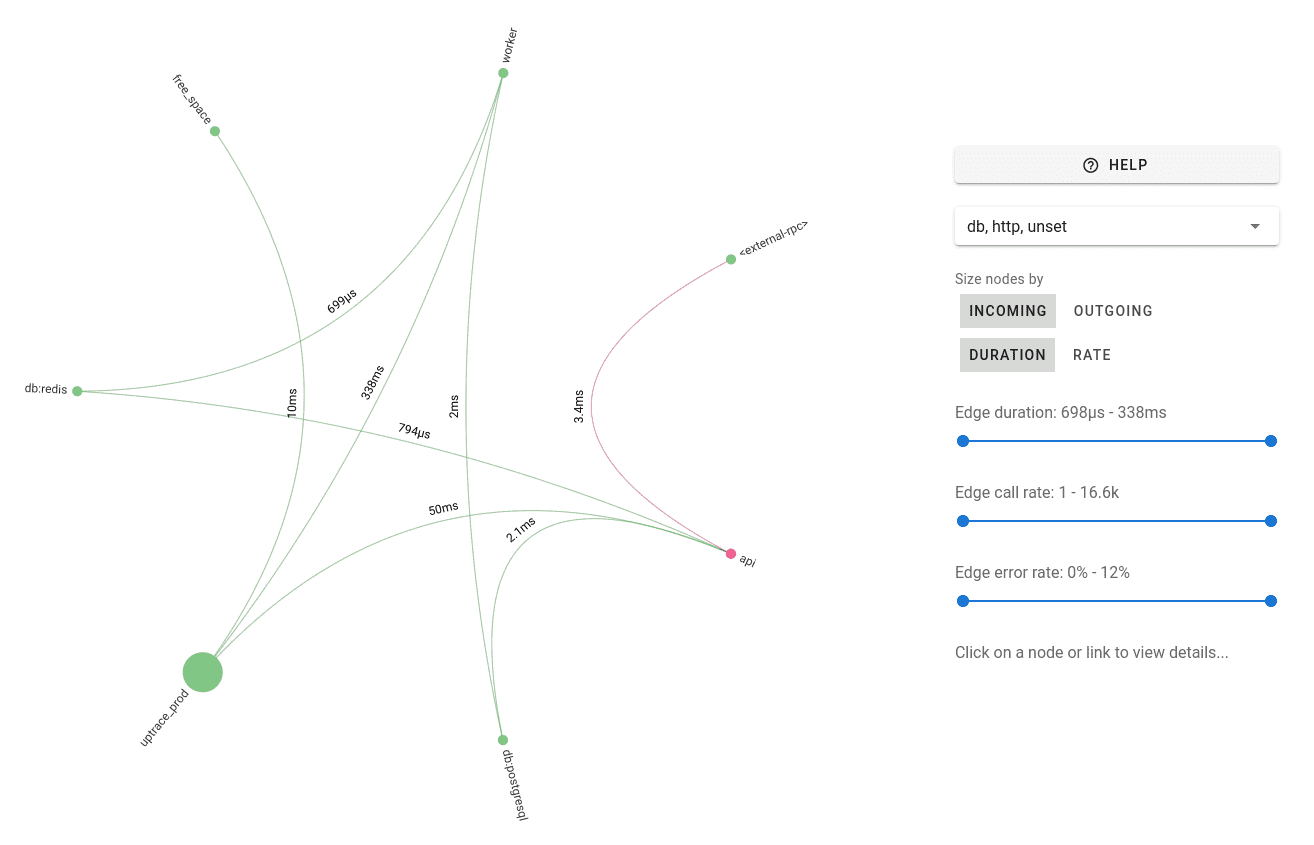 worker
free_space
<external-rpc>
699µs
338ms
10ms
2ms
3.4ms
db:redis
794µs
50ms
2.1ms
api
uptrace_prod
db:postgresql
HELP
db, http, unset
Size nodes by
INCOMING OUTGOING
DURATION RATE
Edge duration: 698µs - 338ms
Edge call rate: 1 - 16.6k
Edge error rate: 0% - 12%
Click on a node or link to view details...